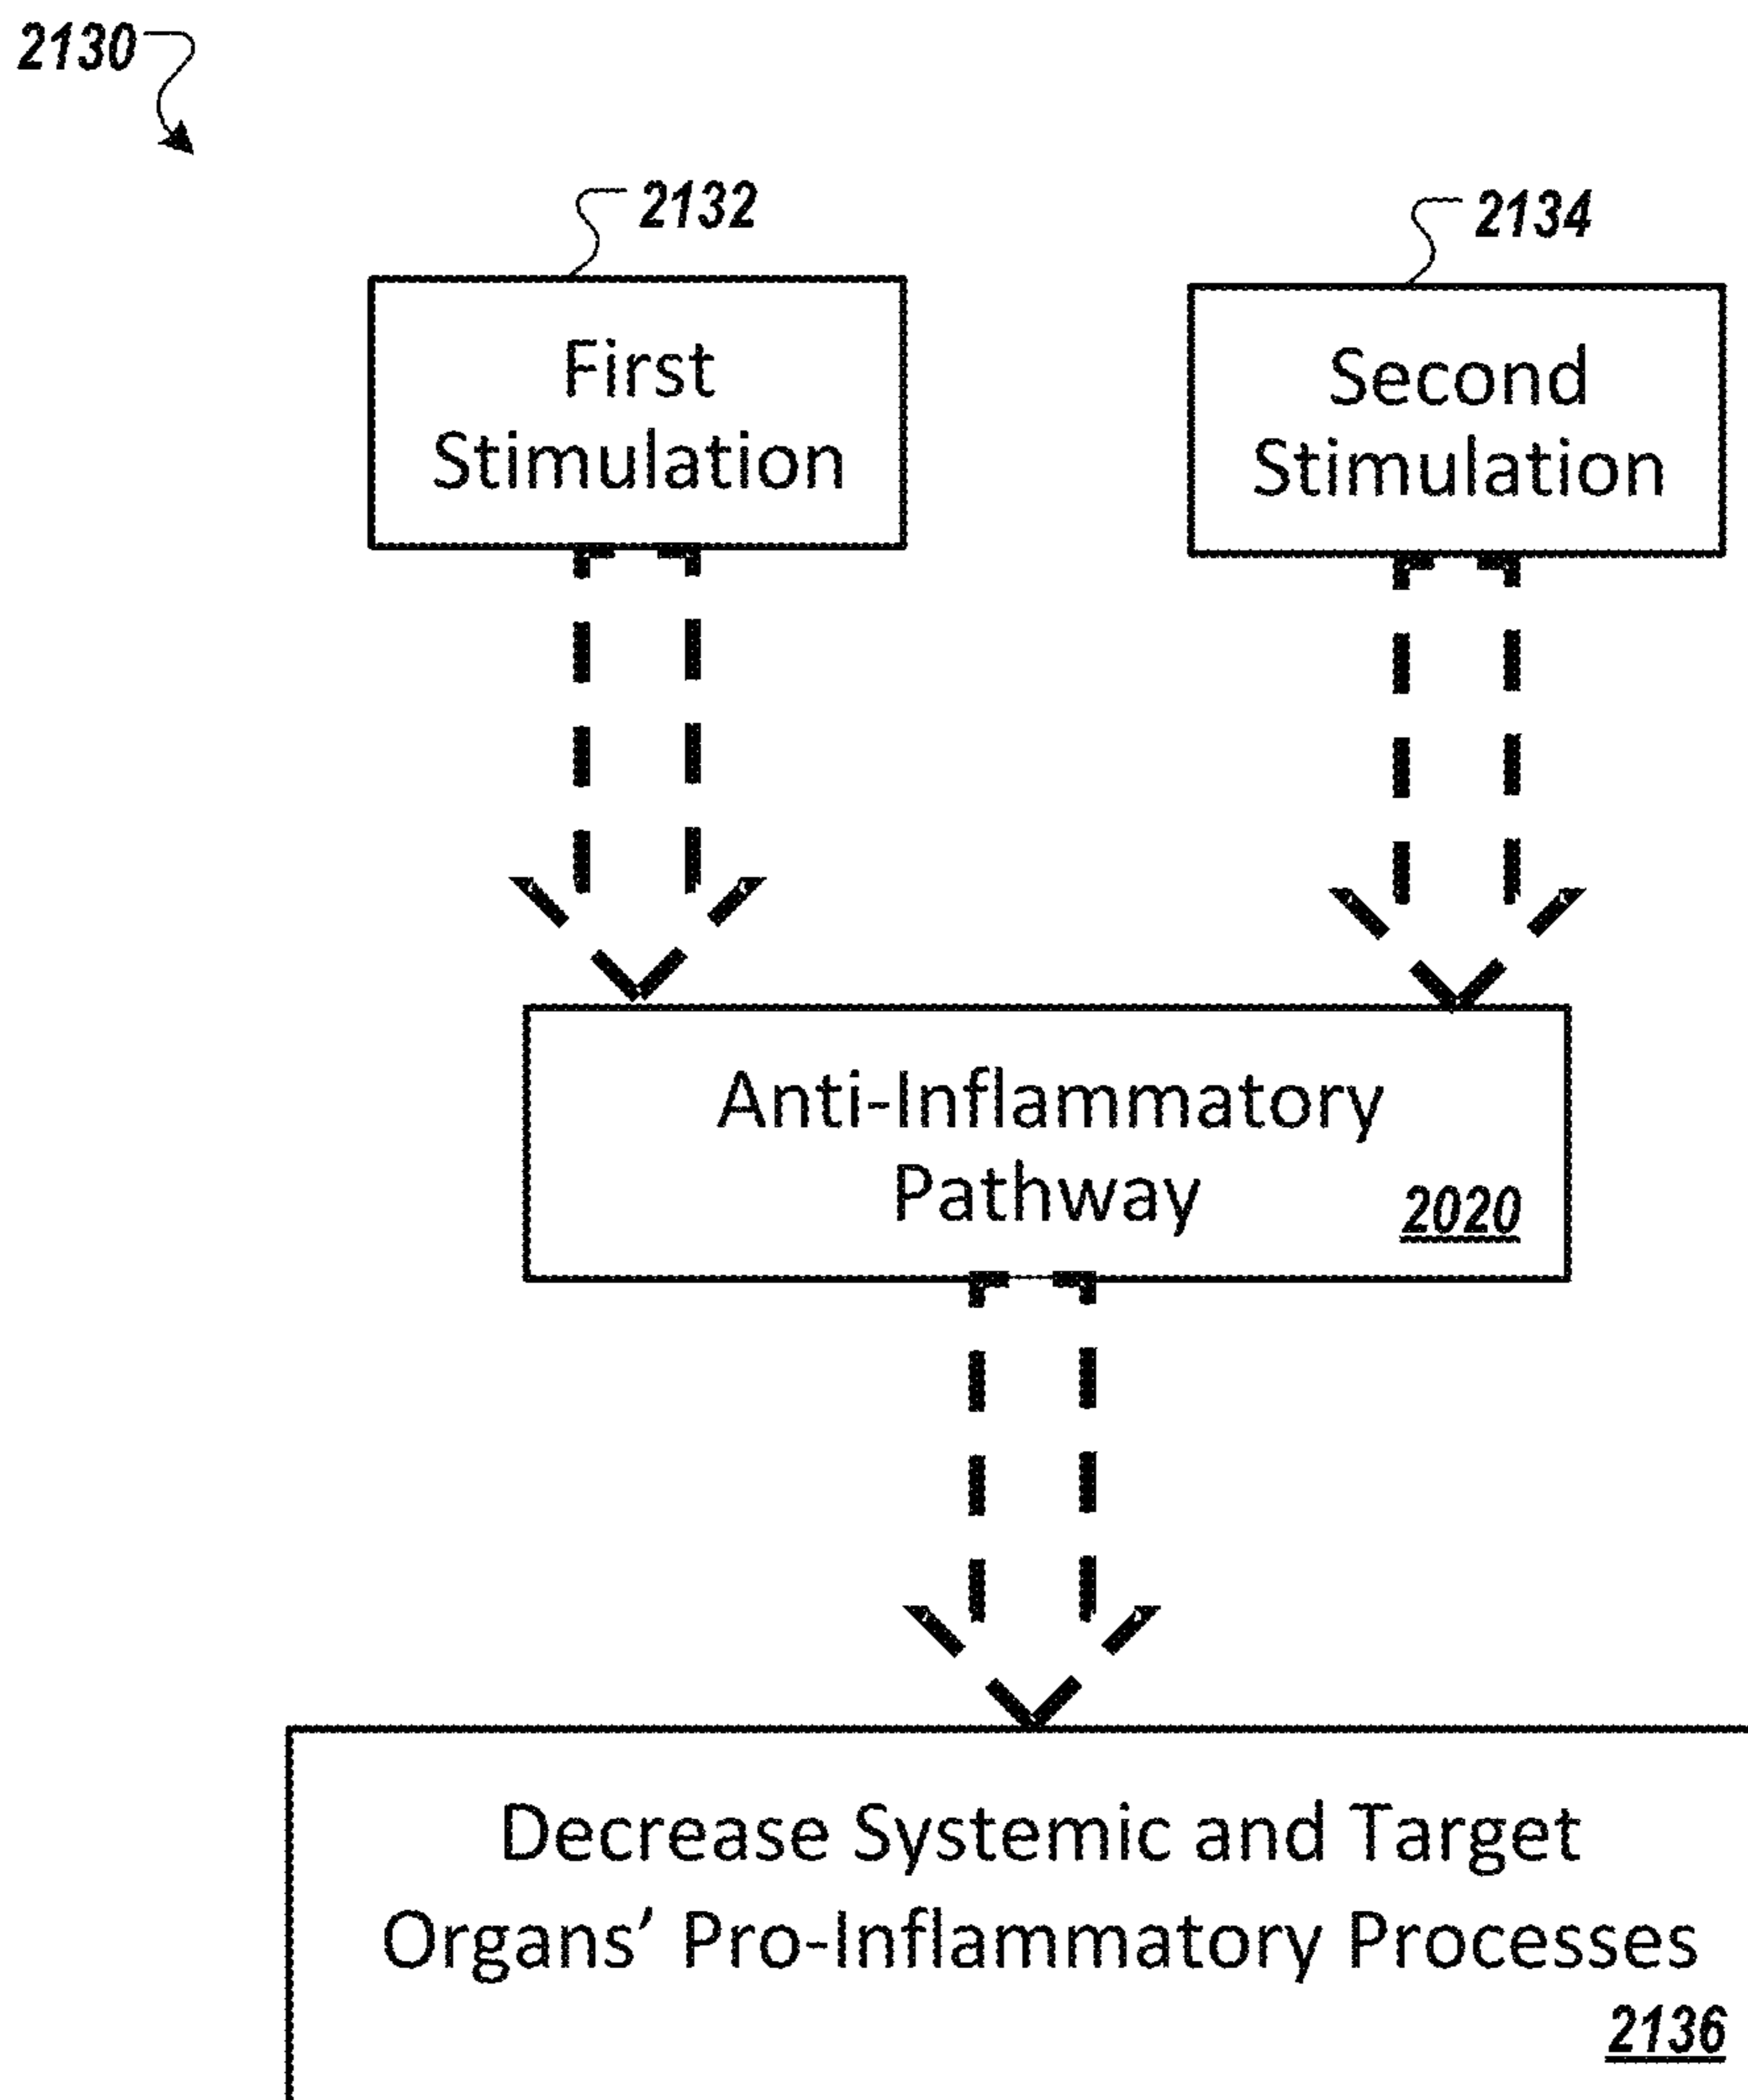 2130
2132
2134
First
Stimulation
Second
Stimulation
Anti-Inflammatory
Pathway
2020
Decrease Systemic and Target
Organs’ Pro-Inflammatory Processes
2136